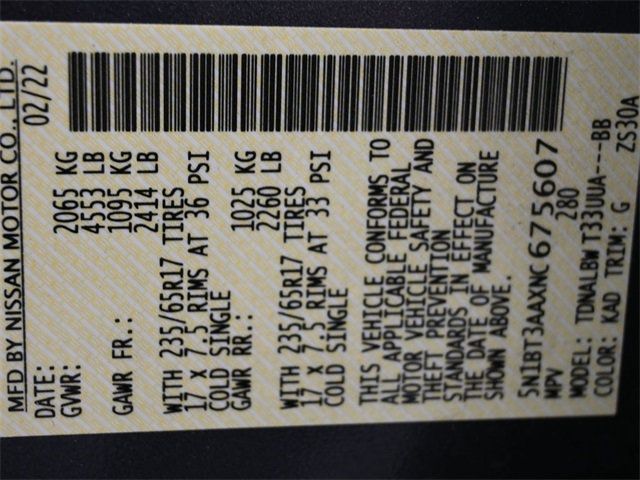 MFD BY NISSAN MOTOR CO., LTD.
DATE: 02/22
GVWR: 2065 KG
4553 LB
GAWR FR.: 1095 KG
2414 LB
WITH 235/65R17 TIRES
17 X 7.5 RIMS AT 36 PSI
COLD SINGLE
GAWR RR.: 1025 KG
2260 LB
WITH 235/65R17 TIRES
17 X 7.5 RIMS AT 33 PSI
COLD SINGLE
THIS VEHICLE CONFORMS TO
ALL APPLICABLE FEDERAL
MOTOR VEHICLE SAFETY AND
THEFT PREVENTION
STANDARDS IN EFFECT ON
THE DATE OF MANUFACTURE
SHOWN ABOVE.
5N1BT3AAXNC675607
MPV 280
MODEL: TDNALBW T33UUA----BB
COLOR: KAD TRIM: G ZS30A